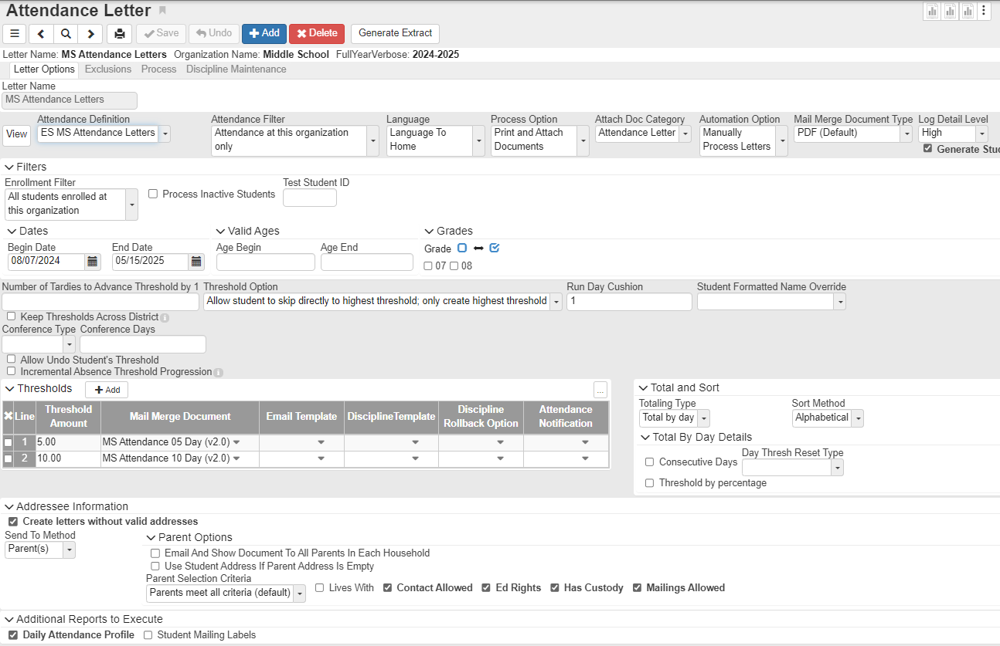 Attendance Letter
Save Undo Add Delete Generate Extract
Letter Name: MS Attendance Letters Organization Name: Middle School FullYearVerbose: 2024-2025
Letter Options Exclusions Process Discipline Maintenance
Letter Name
MS Attendance Letters
Attendance Definition Attendance Filter Language Process Option Attach Doc Category Automation Option Mail Merge Document Type Log Detail Level
View ES MS Attendance Letters Attendance at this organization Language To Print and Attach Attendance Letter Manually PDF (Default) High
only Home Documents Process Letters Generate Stu
Filters
Enrollment Filter Test Student ID
All students enrolled at Process Inactive Students
this organization
Dates Valid Ages Grades
Begin Date End Date Age Begin Age End Grade
08/07/2024 05/15/2025 07 08
Number of Tardies to Advance Threshold by 1 Threshold Option Run Day Cushion Student Formatted Name Override
Allow student to skip directly to highest threshold; only create highest threshold 1
Keep Thresholds Across District
Conference Type Conference Days
Allow Undo Student's Threshold
Incremental Absence Threshold Progression
Thresholds Add ... Total and Sort
Totaling Type Sort Method
Total by day Alphabetical
Line Threshold Amount Mail Merge Document Email Template DisciplineTemplate Discipline Rollback Option Attendance Notification
1 5.00 MS Attendance 05 Day (v2.0)
2 10.00 MS Attendance 10 Day (v2.0)
Total By Day Details
Consecutive Days Day Thresh Reset Type
Threshold by percentage
Addressee Information
Create letters without valid addresses
Send To Method Parent Options
Parent(s) Email And Show Document To All Parents In Each Household
Use Student Address If Parent Address Is Empty
Parent Selection Criteria
Parents meet all criteria (default) Lives With Contact Allowed Ed Rights Has Custody Mailings Allowed
Additional Reports to Execute
Daily Attendance Profile Student Mailing Labels